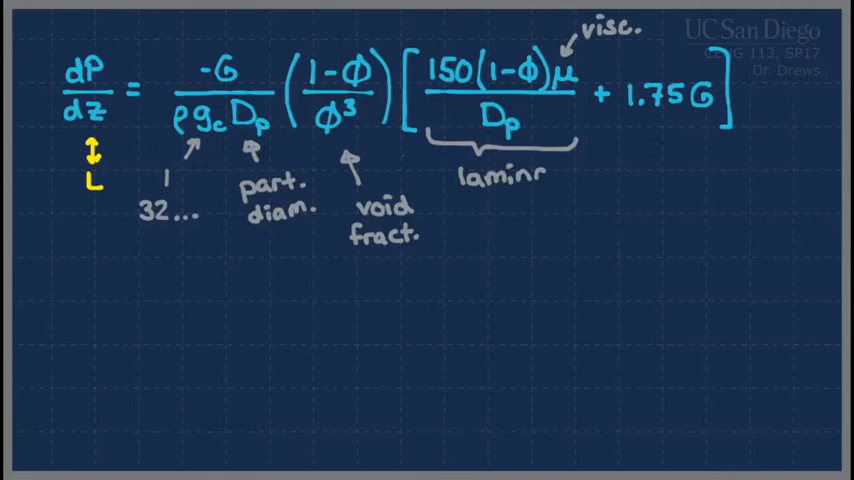 visc.
UC San Diego
CENG 113, SP17
Dr. Drews
dP/dz = -G/(ρg_c D_p) ((1-Φ)/Φ³) [150(1-Φ)μ/D_p + 1.75G]
L
1
32...
part.
diam.
void
fract.
laminr